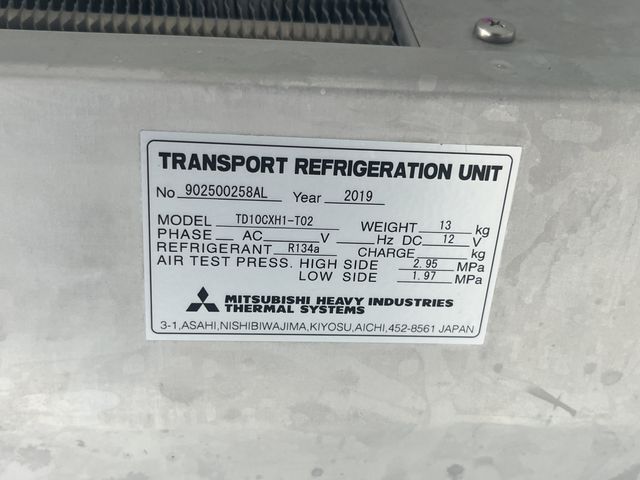 TRANSPORT REFRIGERATION UNIT
No 902500258AL Year 2019
MODEL TD10CXH1-T02 WEIGHT 13 kg
PHASE AC V Hz DC 12 V
REFRIGERANT R134a CHARGE kg
AIR TEST PRESS. HIGH SIDE 2.95 MPa
LOW SIDE 1.97 MPa
MITSUBISHI HEAVY INDUSTRIES
THERMAL SYSTEMS
3-1,ASAHI,NISHIBIWAJIMA,KIYOSU,AICHI,452-8561 JAPAN